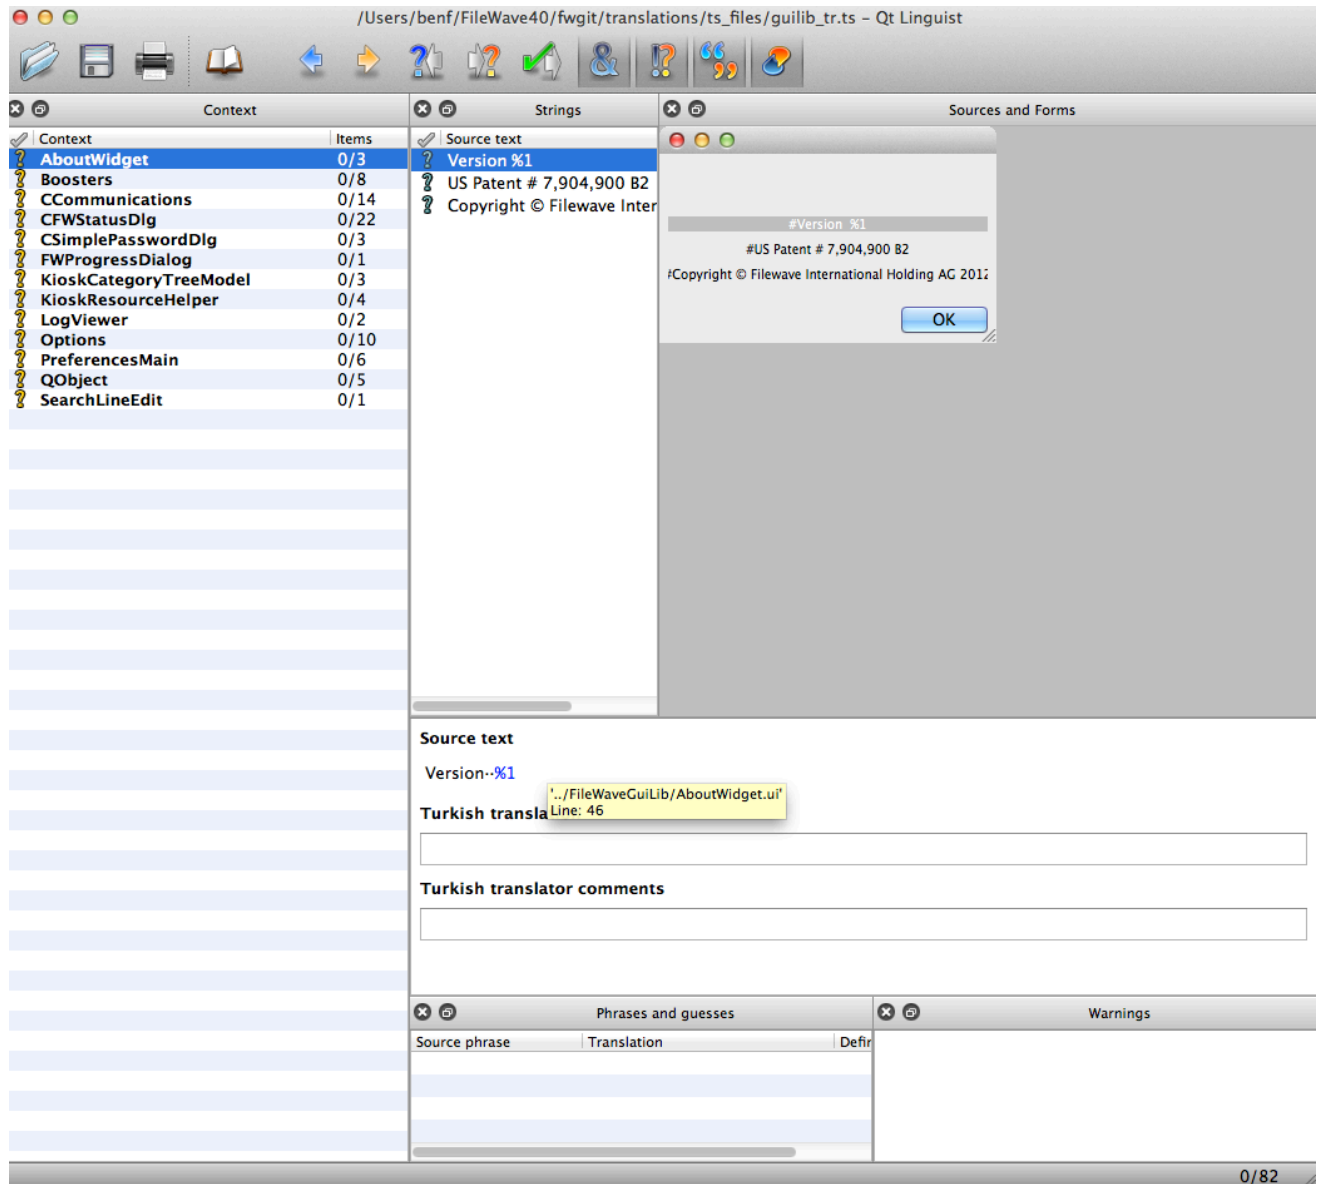 /Users/benf/FileWave40/fwgit/translations/ts_files/guilib_tr.ts – Qt Linguist
Context
Context Items
AboutWidget 0/3
Boosters 0/8
CCommunications 0/14
CFWStatusDlg 0/22
CSimplePasswordDlg 0/3
FWProgressDialog 0/1
KioskCategoryTreeModel 0/3
KioskResourceHelper 0/4
LogViewer 0/2
Options 0/10
PreferencesMain 0/6
QObject 0/5
SearchLineEdit 0/1
Strings
Source text
Version %1
US Patent # 7,904,900 B2
Copyright © Filewave Inter
Sources and Forms
#Version %1
#US Patent # 7,904,900 B2
#Copyright © Filewave International Holding AG 2012
OK
Source text
Version··%1
'../FileWaveGuiLib/AboutWidget.ui'
Line: 46
Turkish transla
Turkish translator comments
Phrases and guesses
Source phrase Translation Defin
Warnings
0/82